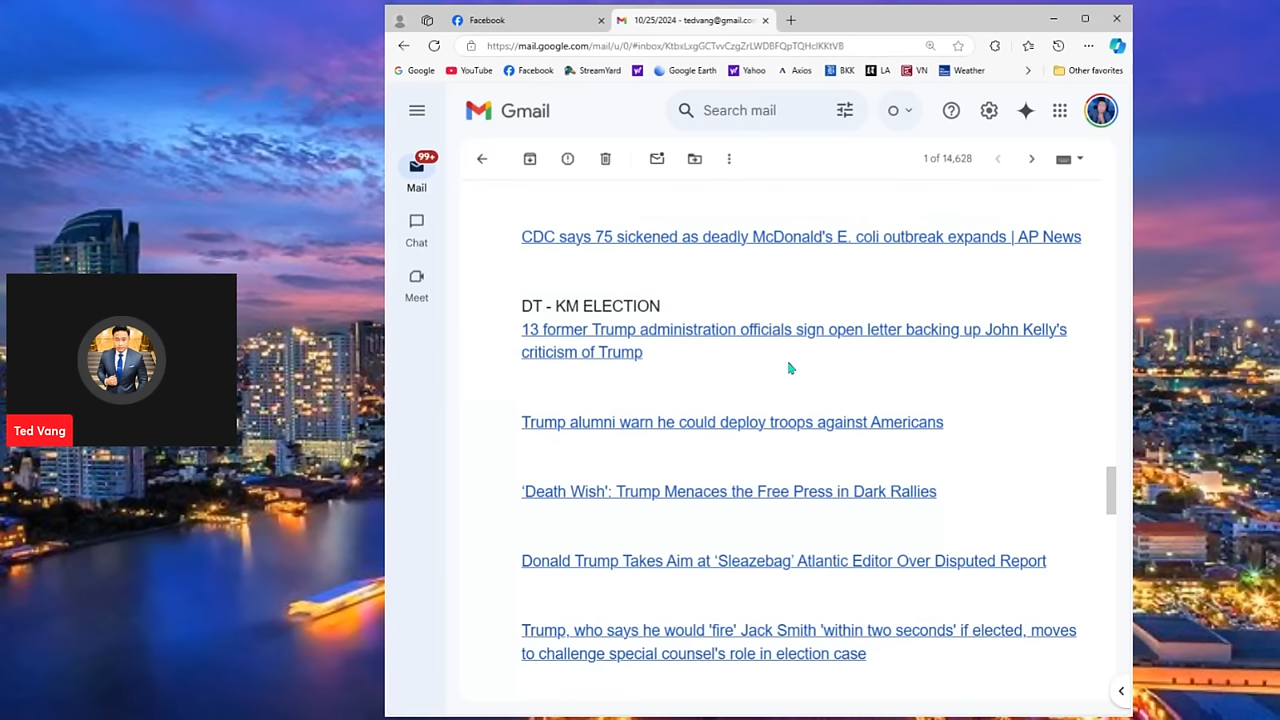 Facebook
10/25/2024 - tedvang@gmail.co
https://mail.google.com/mail/u/0/#inbox/KtbxLxgGCTvvCzgZrLWDBFQpTQHclKKtVB
Google
YouTube
Facebook
StreamYard
Google Earth
Yahoo
Axios
BKK
LA
VN
Weather
Other favorites
Gmail
Search mail
99+
Mail
Chat
Meet
1 of 14,628
CDC says 75 sickened as deadly McDonald's E. coli outbreak expands | AP News
DT - KM ELECTION
13 former Trump administration officials sign open letter backing up John Kelly's
criticism of Trump
Trump alumni warn he could deploy troops against Americans
‘Death Wish': Trump Menaces the Free Press in Dark Rallies
Donald Trump Takes Aim at ‘Sleazebag’ Atlantic Editor Over Disputed Report
Trump, who says he would 'fire' Jack Smith 'within two seconds' if elected, moves
to challenge special counsel's role in election case
Ted Vang